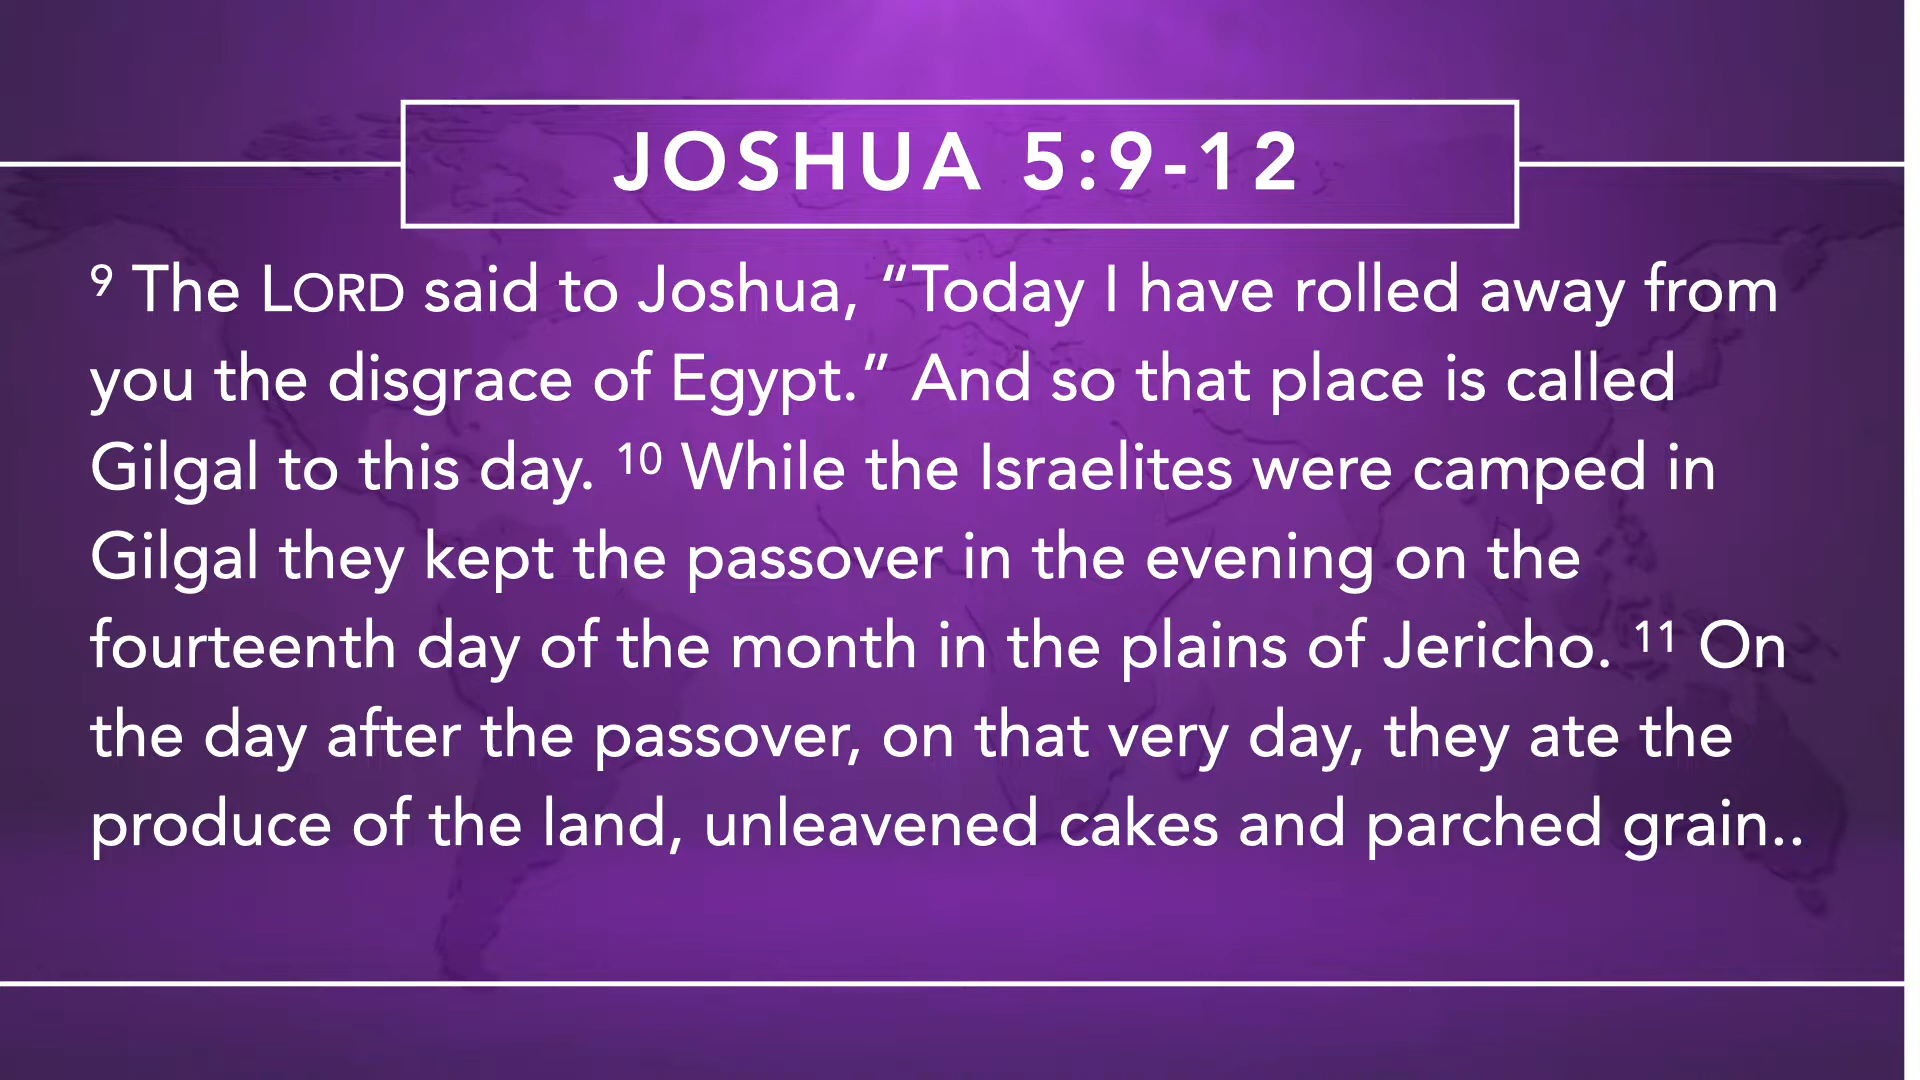 JOSHUA 5:9-12
⁹ The LORD said to Joshua, “Today I have rolled away from
you the disgrace of Egypt.” And so that place is called
Gilgal to this day. ¹⁰ While the Israelites were camped in
Gilgal they kept the passover in the evening on the
fourteenth day of the month in the plains of Jericho. ¹¹ On
the day after the passover, on that very day, they ate the
produce of the land, unleavened cakes and parched grain..